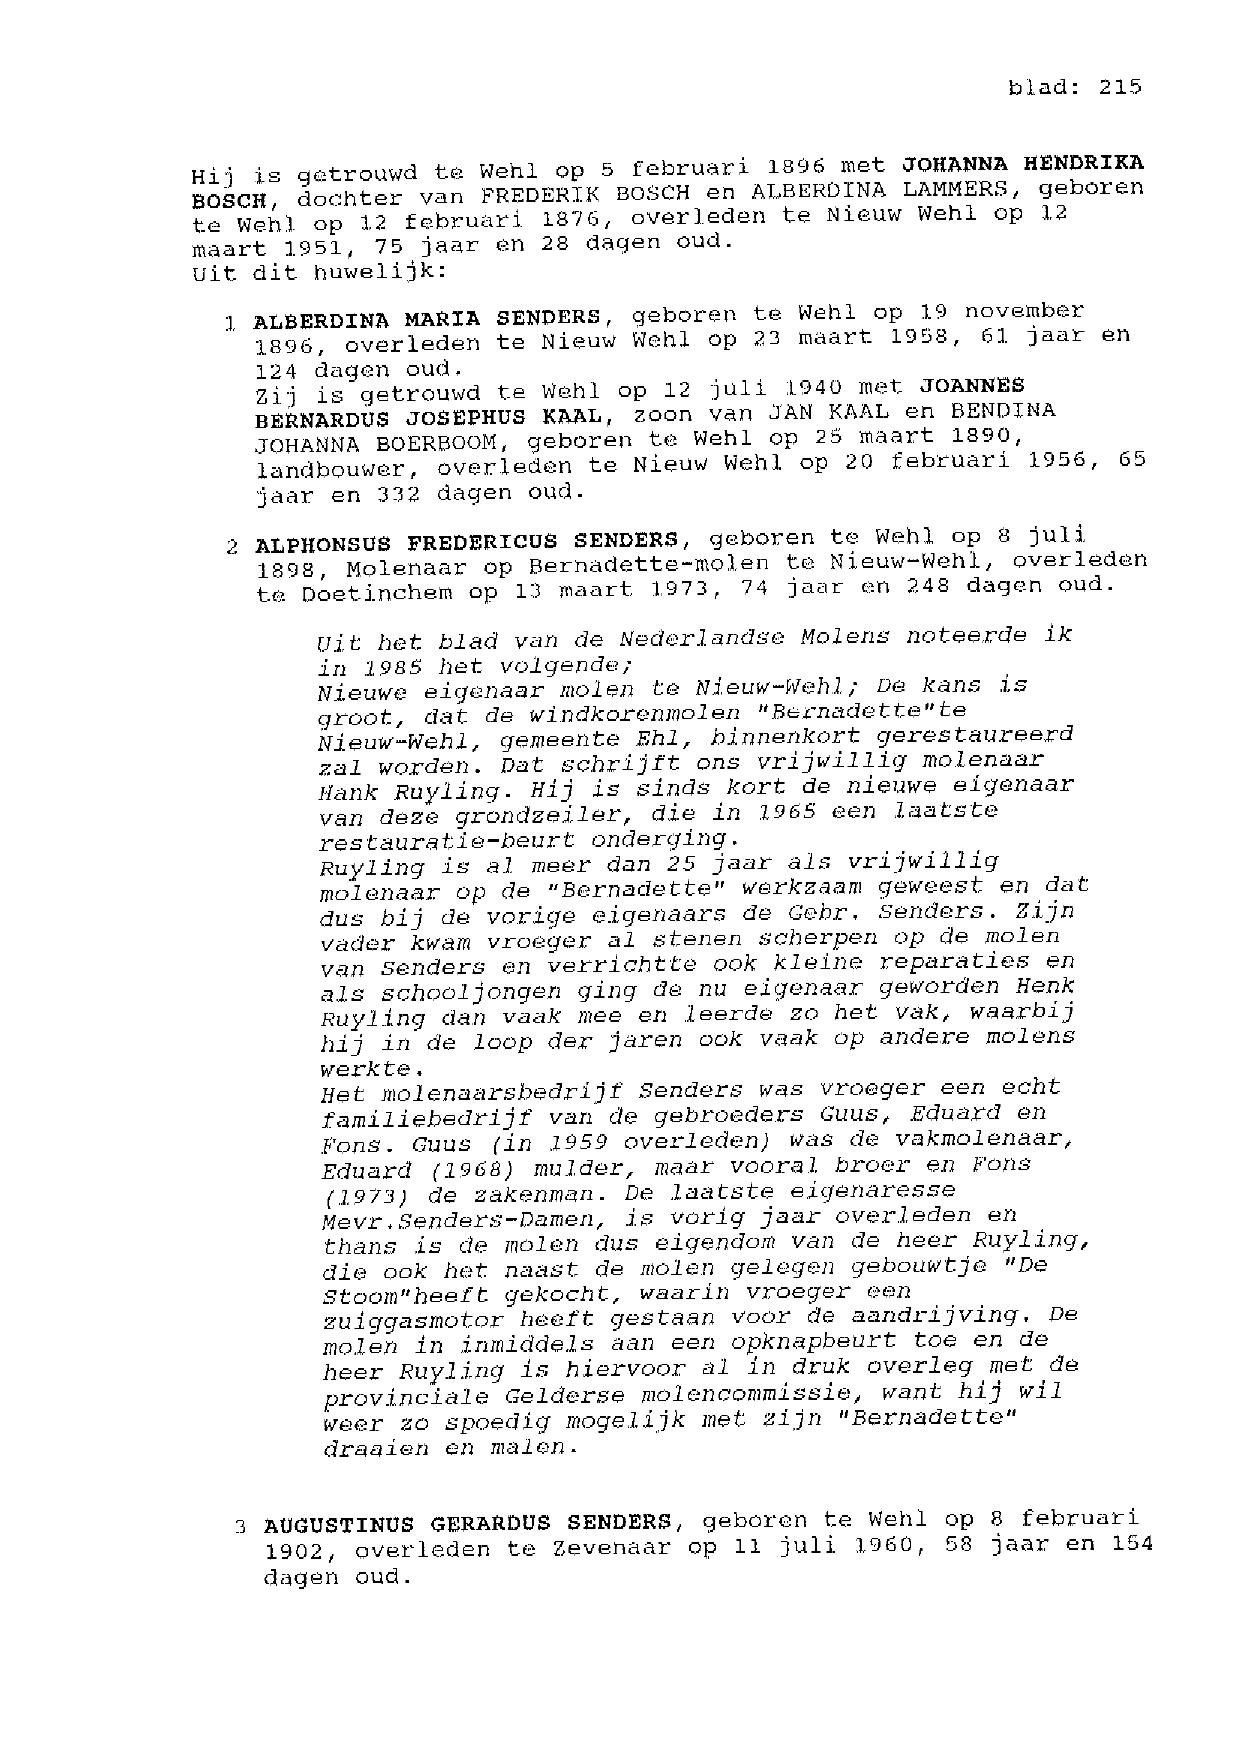 blad: 215
Hij is getrouwd te Wehl op 5 februari 1896 met JOHANNA HENDRIKA
BOSCH, dochter van FREDERIK BOSCH en ALBERDINA LAMMERS, geboren
te Wehl op 12 februari 1876, overleden te Nieuw Wehl op 12
maart 1951, 75 jaar en 28 dagen oud.
Uit dit huwelijk:
1 ALBERDINA MARIA SENDERS, geboren te Wehl op 19 november
1896, overleden te Nieuw Wehl op 23 maart 1958, 61 jaar en
124 dagen oud.
Zij is getrouwd te Wehl op 12 juli 1940 met JOANNES
BERNARDUS JOSEPHUS KAAL, zoon van JAN KAAL en BENDINA
JOHANNA BOERBOOM, geboren te Wehl op 25 maart 1890,
landbouwer, overleden te Nieuw Wehl op 20 februari 1956, 65
jaar en 332 dagen oud.
2 ALPHONSUS FREDERICUS SENDERS, geboren te Wehl op 8 juli
1898, Molenaar op Bernadette-molen te Nieuw-Wehl, overleden
te Doetinchem op 13 maart 1973, 74 jaar en 248 dagen oud.
Uit het blad van de Nederlandse Molens noteerde ik
in 1985 het volgende;
Nieuwe eigenaar molen te Nieuw-Wehl; De kans is
groot, dat de windkorenmolen "Bernadette"te
Nieuw-Wehl, gemeente Ehl, binnenkort gerestaureerd
zal worden. Dat schrijft ons vrijwillig molenaar
Hank Ruyling. Hij is sinds kort de nieuwe eigenaar
van deze grondzeiler, die in 1965 een laatste
restauratie-beurt onderging.
Ruyling is al meer dan 25 jaar als vrijwillig
molenaar op de "Bernadette" werkzaam geweest en dat
dus bij de vorige eigenaars de Gebr. Senders. Zijn
vader kwam vroeger al stenen scherpen op de molen
van Senders en verrichtte ook kleine reparaties en
als schooljongen ging de nu eigenaar geworden Henk
Ruyling dan vaak mee en leerde zo het vak, waarbij
hij in de loop der jaren ook vaak op andere molens
werkte.
Het molenaarsbedrijf Senders was vroeger een echt
familiebedrijf van de gebroeders Guus, Eduard en
Fons. Guus (in 1959 overleden) was de vakmolenaar,
Eduard (1968) mulder, maar vooral broer en Fons
(1973) de zakenman. De laatste eigenaresse
Mevr.Senders-Damen, is vorig jaar overleden en
thans is de molen dus eigendom van de heer Ruyling,
die ook het naast de molen gelegen gebouwtje "De
Stoom"heeft gekocht, waarin vroeger een
zuiggasmotor heeft gestaan voor de aandrijving. De
molen in inmiddels aan een opknapbeurt toe en de
heer Ruyling is hiervoor al in druk overleg met de
provinciale Gelderse molencommissie, want hij wil
weer zo spoedig mogelijk met zijn "Bernadette"
draaien en malen.
3 AUGUSTINUS GERARDUS SENDERS, geboren te Wehl op 8 februari
1902, overleden te Zevenaar op 11 juli 1960, 58 jaar en 154
dagen oud.